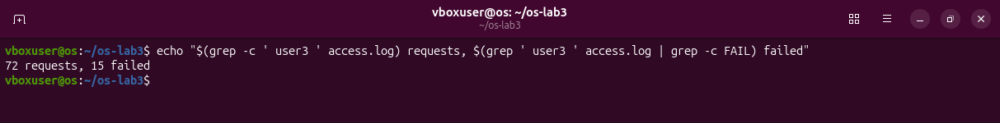 vboxuser@os: ~/os-lab3
~/os-lab3
vboxuser@os:~/os-lab3$ echo "$(grep -c ' user3 ' access.log) requests, $(grep ' user3 ' access.log | grep -c FAIL) failed"
72 requests, 15 failed
vboxuser@os:~/os-lab3$